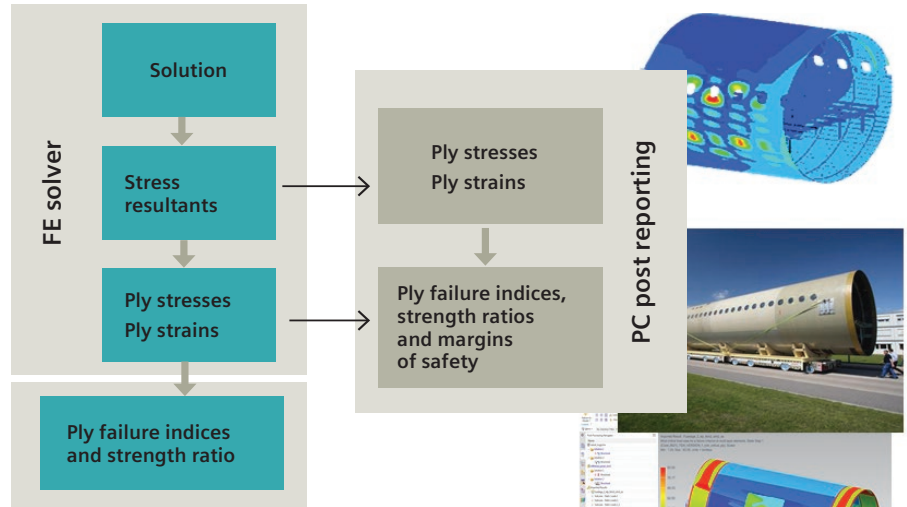 FE solver
Solution
Stress
resultants
Ply stresses
Ply strains
Ply failure indices
and strength ratio
Ply stresses
Ply strains
Ply failure indices,
strength ratios
and margins
of safety
PC post reporting